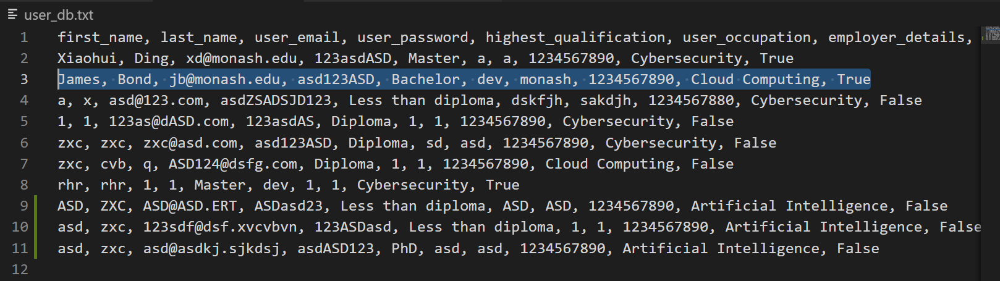 user_db.txt
1 first_name, last_name, user_email, user_password, highest_qualification, user_occupation, employer_details,
2 Xiaohui, Ding, xd@monash.edu, 123asdASD, Master, a, a, 1234567890, Cybersecurity, True
3 James, Bond, jb@monash.edu, asd123ASD, Bachelor, dev, monash, 1234567890, Cloud Computing, True
4 a, x, asd@123.com, asdZSADSJD123, Less than diploma, dskfjh, sakdjh, 1234567880, Cybersecurity, False
5 1, 1, 123as@dASD.com, 123asdAS, Diploma, 1, 1, 1234567890, Cybersecurity, False
6 zxc, zxc, zxc@asd.com, asd123ASD, Diploma, sd, asd, 1234567890, Cybersecurity, False
7 zxc, cvb, q, ASD124@dsfg.com, Diploma, 1, 1, 1234567890, Cloud Computing, False
8 rhr, rhr, 1, 1, Master, dev, 1, 1, Cybersecurity, True
9 ASD, ZXC, ASD@ASD.ERT, ASDasd23, Less than diploma, ASD, ASD, 1234567890, Artificial Intelligence, False
10 asd, zxc, 123sdf@dsf.xvcvbvn, 123ASDasd, Less than diploma, 1, 1, 1234567890, Artificial Intelligence, False
11 asd, zxc, asd@asdkj.sjkdsj, asdASD123, PhD, asd, asd, 1234567890, Artificial Intelligence, False
12